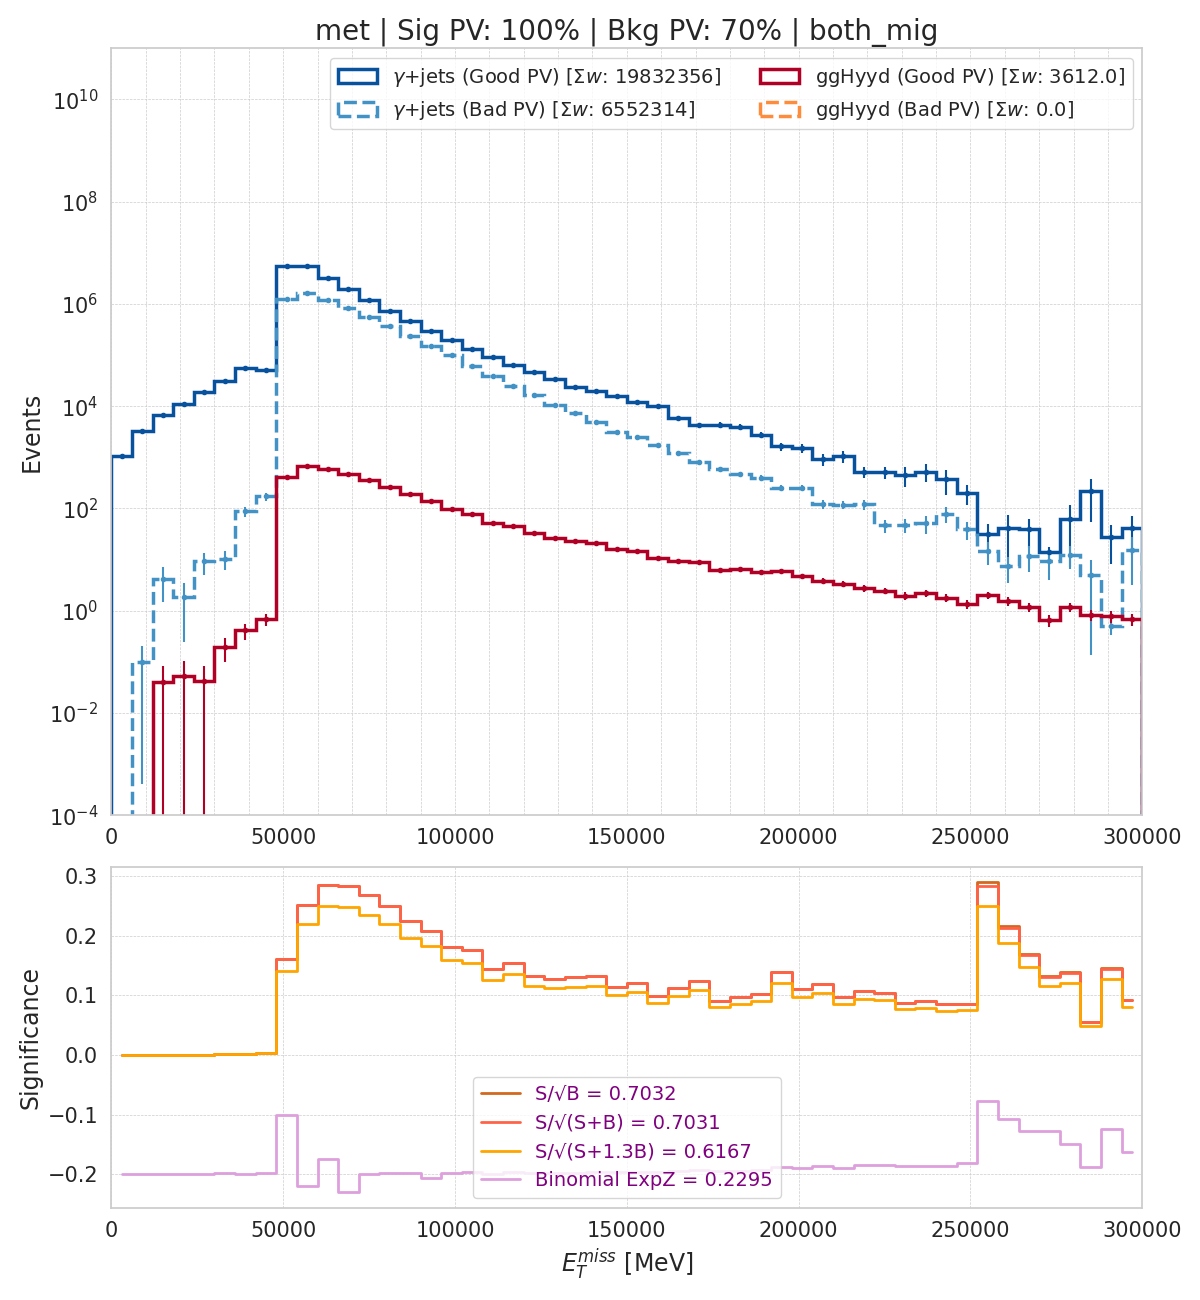 met | Sig PV: 100% | Bkg PV: 70% | both_mig
γ+jets (Good PV) [Σw: 19832356]
γ+jets (Bad PV) [Σw: 6552314]
ggHyyd (Good PV) [Σw: 3612.0]
ggHyyd (Bad PV) [Σw: 0.0]
Events
10^10
10^8
10^6
10^4
10^2
10^0
10^−2
10^−4
0 50000 100000 150000 200000 250000 300000
Significance
0.3
0.2
0.1
0.0
−0.1
−0.2
S/√B = 0.7032
S/√(S+B) = 0.7031
S/√(S+1.3B) = 0.6167
Binomial ExpZ = 0.2295
0 50000 100000 150000 200000 250000 300000
E_T^miss [MeV]